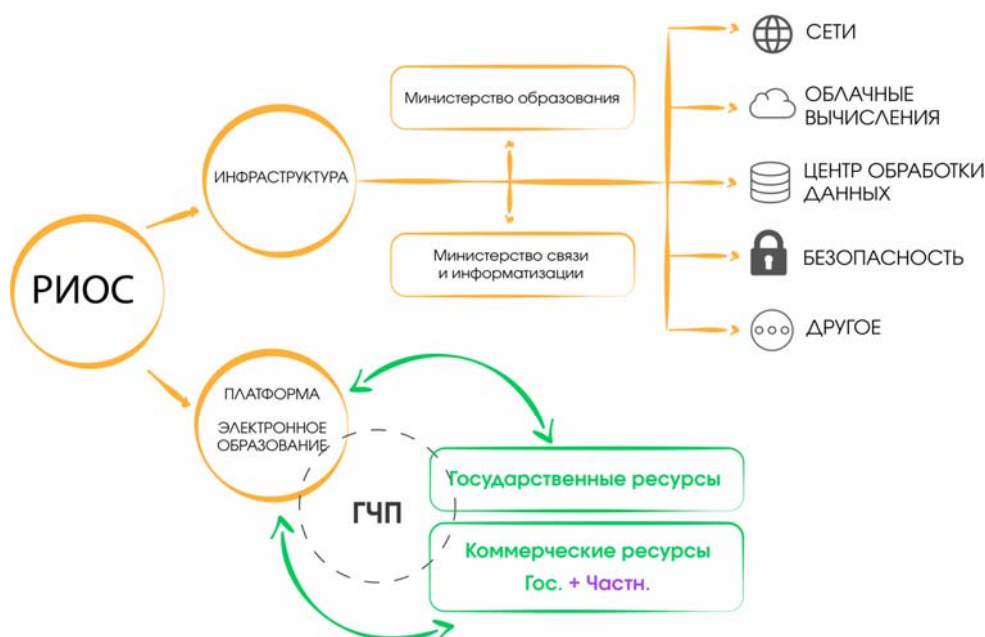 РИОС
ИНФРАСТРУКТУРА
Министерство образования
Министерство связи
и информатизации
СЕТИ
ОБЛАЧНЫЕ
ВЫЧИСЛЕНИЯ
ЦЕНТР ОБРАБОТКИ
ДАННЫХ
БЕЗОПАСНОСТЬ
ДРУГОЕ
ПЛАТФОРМА
ЭЛЕКТРОННОЕ
ОБРАЗОВАНИЕ
ГЧП
Государственные ресурсы
Коммерческие ресурсы
Гос. + Частн.